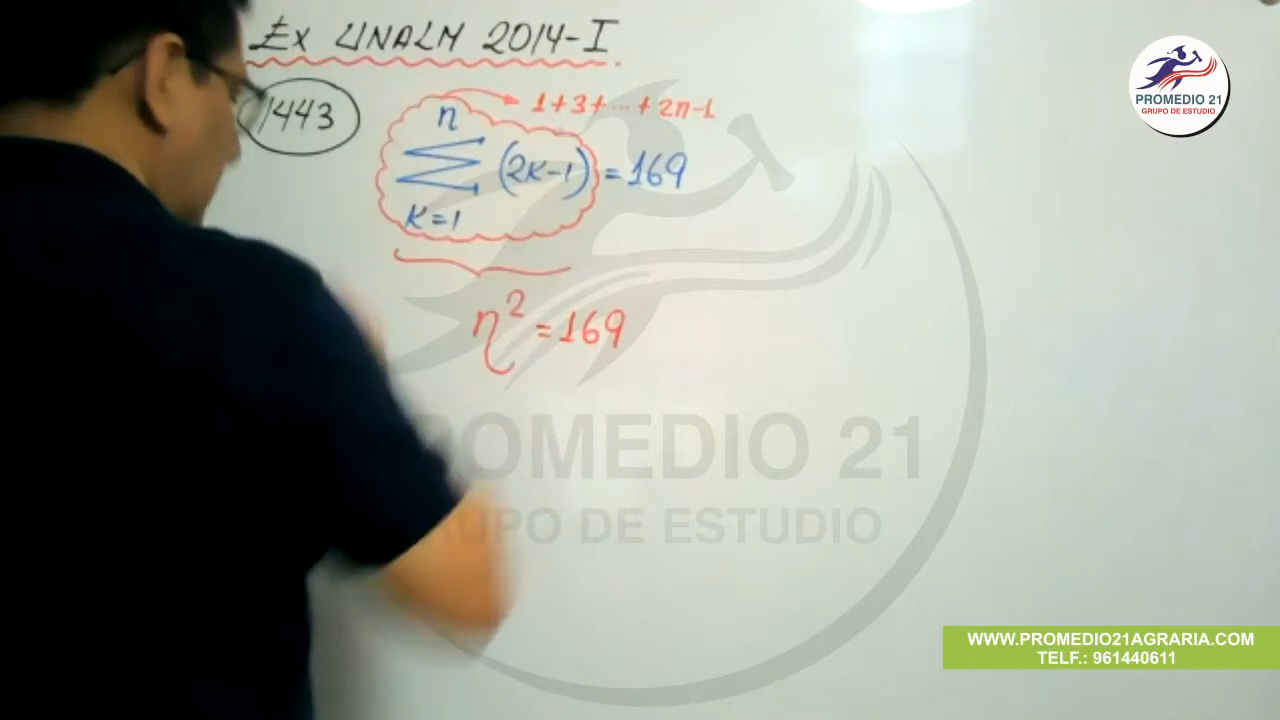 Ex UNALM 2014-I
1443
1+3+...+2n-1
n
∑ (2K-1) = 169
K=1
n² = 169
PROMEDIO 21
GRUPO DE ESTUDIO
PROMEDIO 21
GRUPO DE ESTUDIO
WWW.PROMEDIO21AGRARIA.COM
TELF.: 961440611